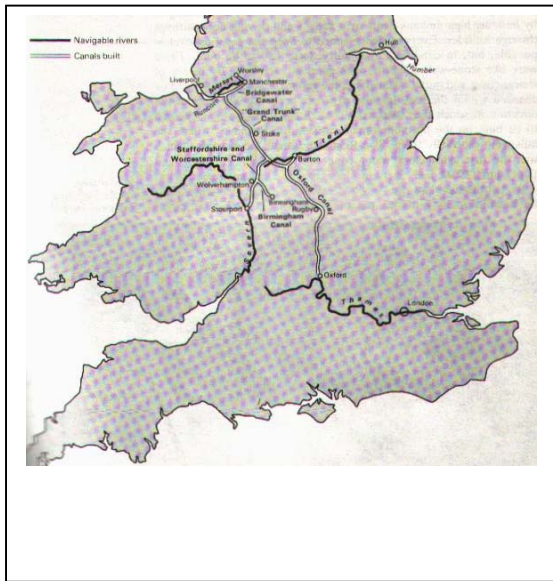 Navigable rivers
Canals built
Hull
Humber
Worsley
Liverpool
Mersey
Manchester
Runcorn
Bridgewater
Canal
"Grand Trunk"
Canal
Stoke
Trent
Staffordshire and
Worcestershire Canal
Burton
Wolverhampton
Oxford Canal
Birmingham
Rugby
Stourport
Birmingham
Canal
Severn
Oxford
Thames
London